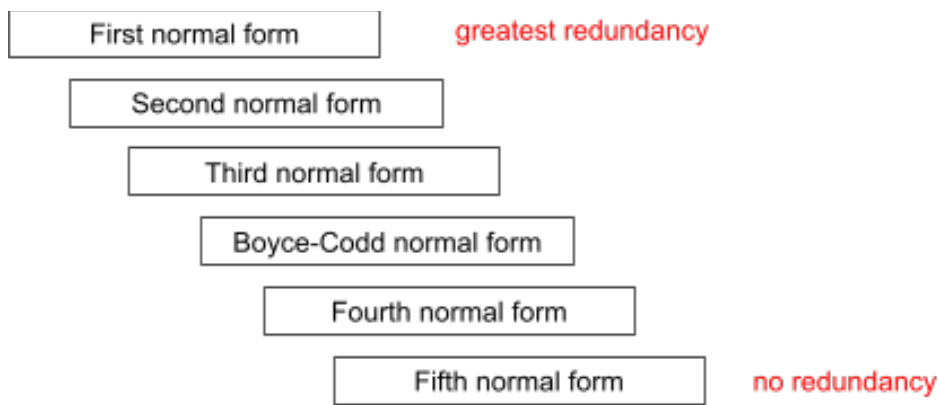 First normal form
greatest redundancy
Second normal form
Third normal form
Boyce-Codd normal form
Fourth normal form
Fifth normal form
no redundancy